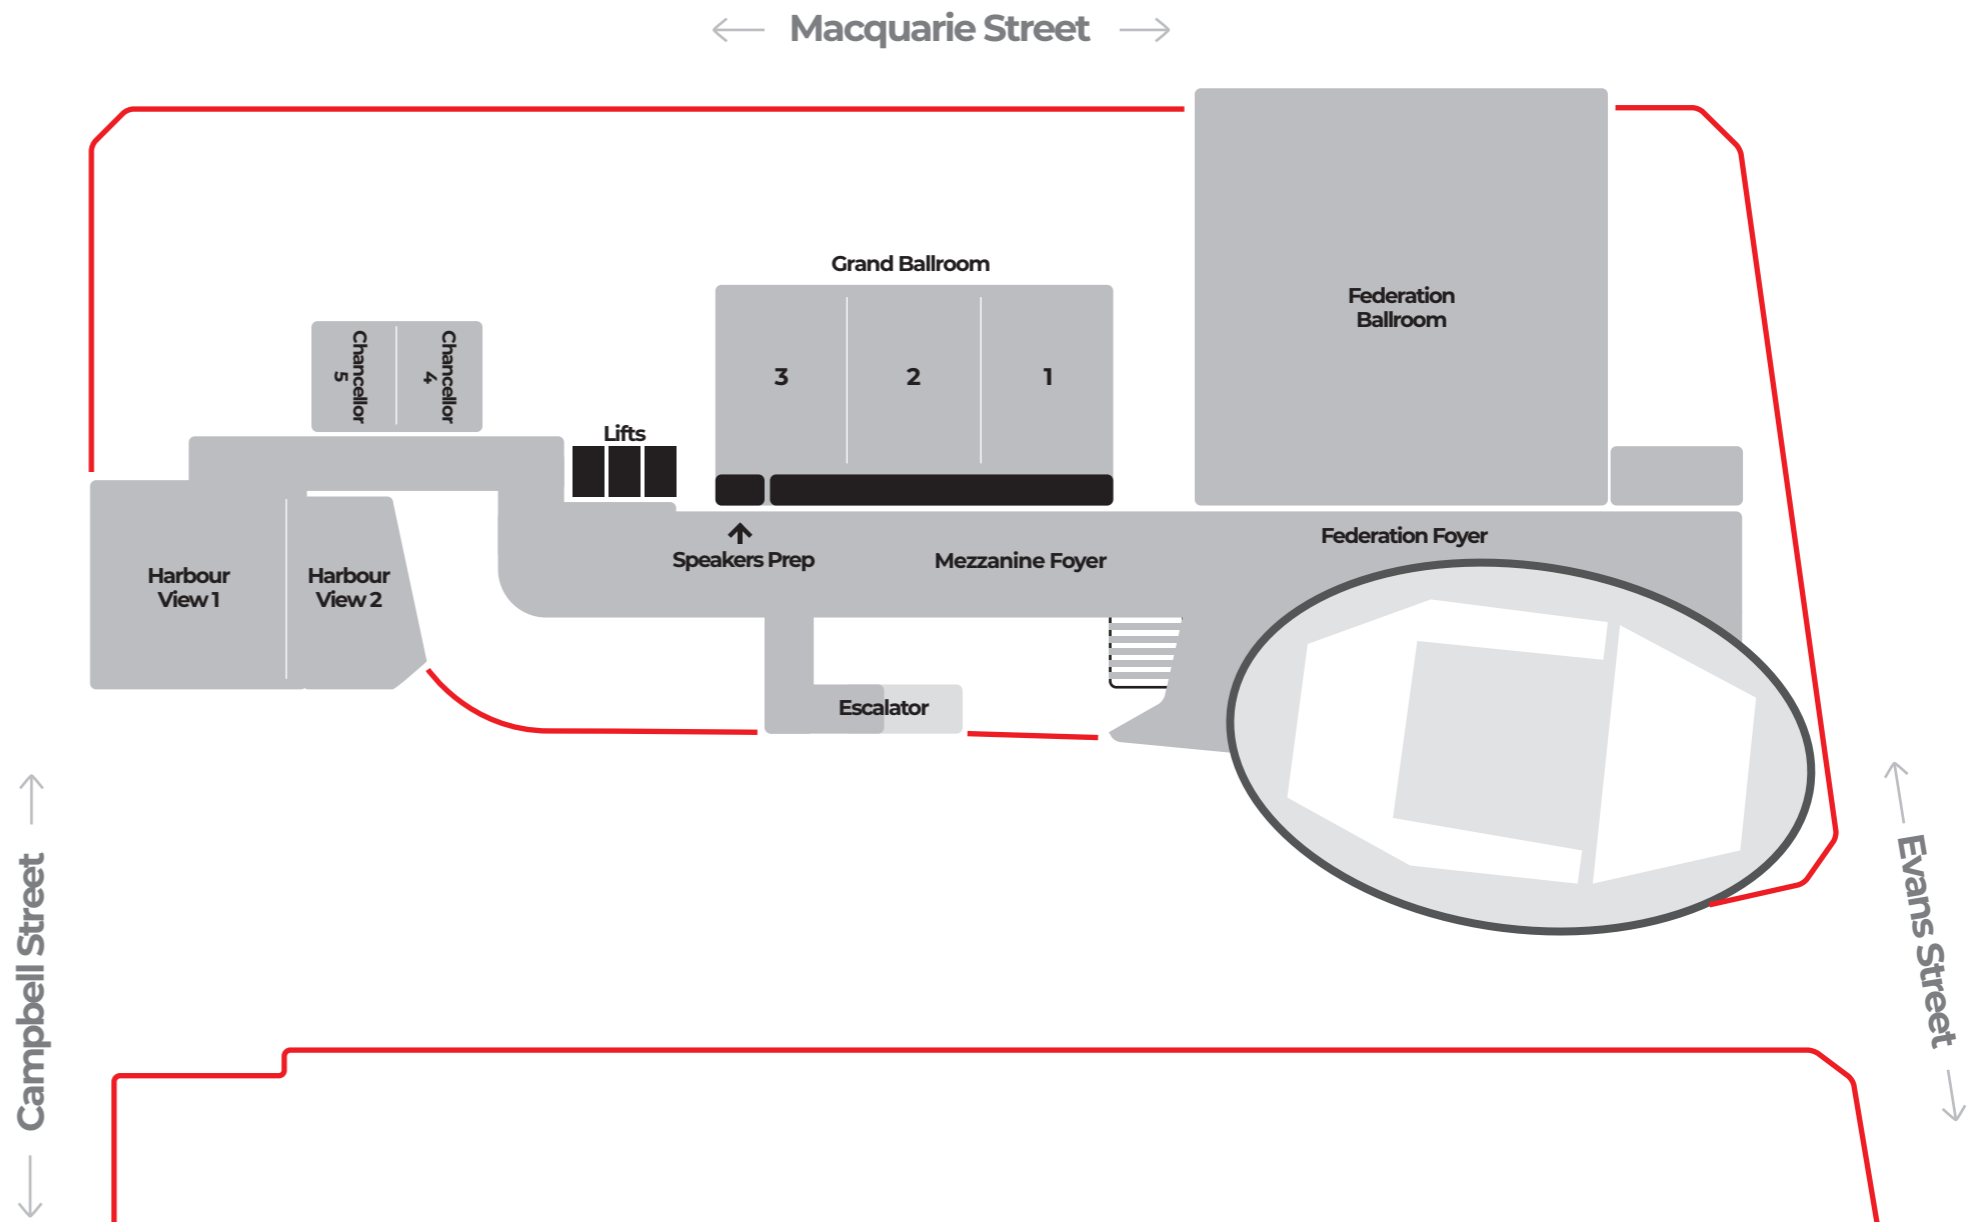 Macquarie Street
Grand Ballroom
Federation
Ballroom
Chancellor
5
Chancellor
4
3
2
1
Lifts
Speakers Prep
Mezzanine Foyer
Federation Foyer
Harbour
View 1
Harbour
View 2
Escalator
Campbell Street
Evans Street